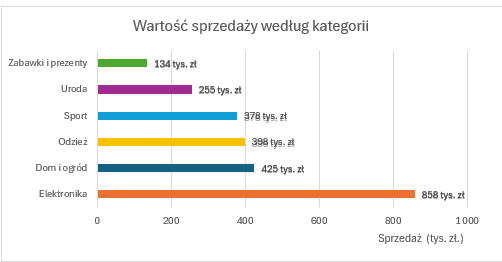 Wartość sprzedaży według kategorii
Zabawki i prezenty 134 tys. zł
Uroda 255 tys. zł
Sport 378 tys. zł
Odzież 398 tys. zł
Dom i ogród 425 tys. zł
Elektronika 858 tys. zł
0 200 400 600 800 1 000
Sprzedaż (tys. zł.)